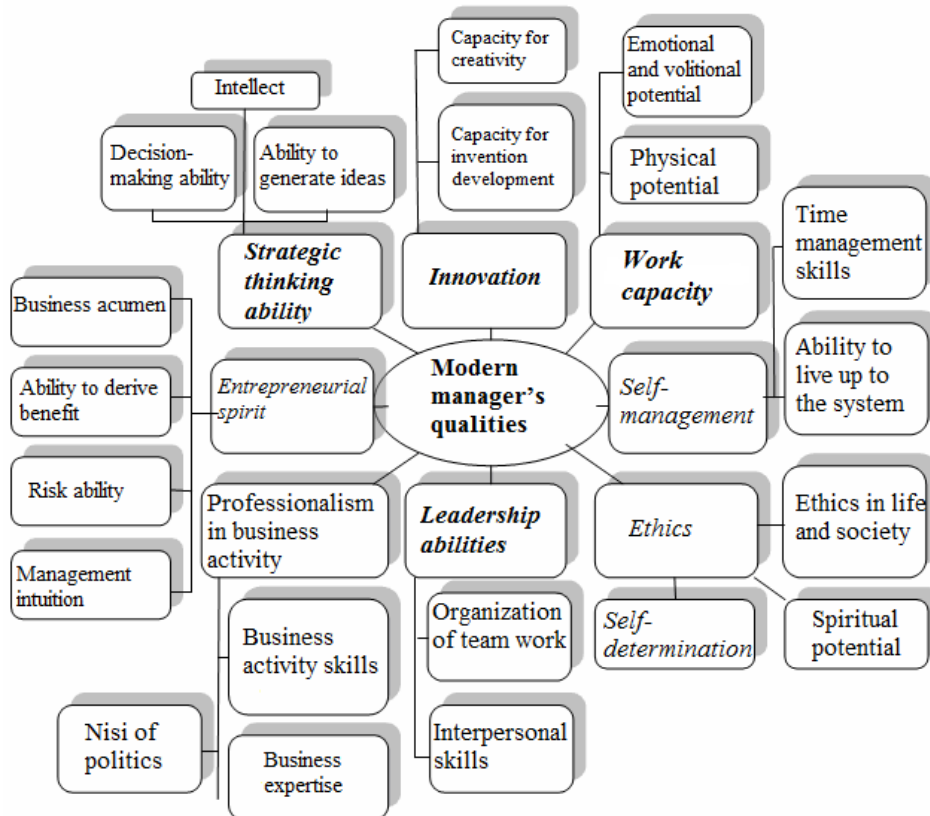 Intellect
Decision-
making ability
Ability to
generate ideas
Strategic
thinking
ability
Capacity for
creativity
Capacity for
invention
development
Innovation
Emotional
and volitional
potential
Physical
potential
Work
capacity
Time
management
skills
Ability to
live up to
the system
Self-
management
Modern
manager’s
qualities
Entrepreneurial
spirit
Business acumen
Ability to derive
benefit
Risk ability
Management
intuition
Professionalism
in business
activity
Business
activity skills
Nisi of
politics
Business
expertise
Leadership
abilities
Organization
of team work
Interpersonal
skills
Ethics
Ethics in life
and society
Self-
determination
Spiritual
potential